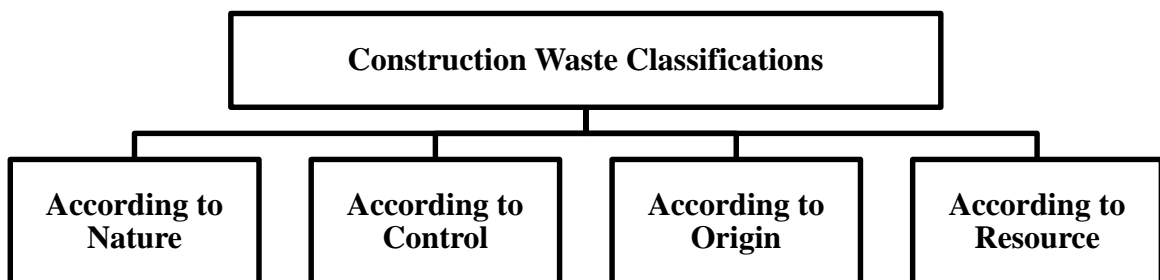 Construction Waste Classifications
According to
Nature
According to
Control
According to
Origin
According to
Resource